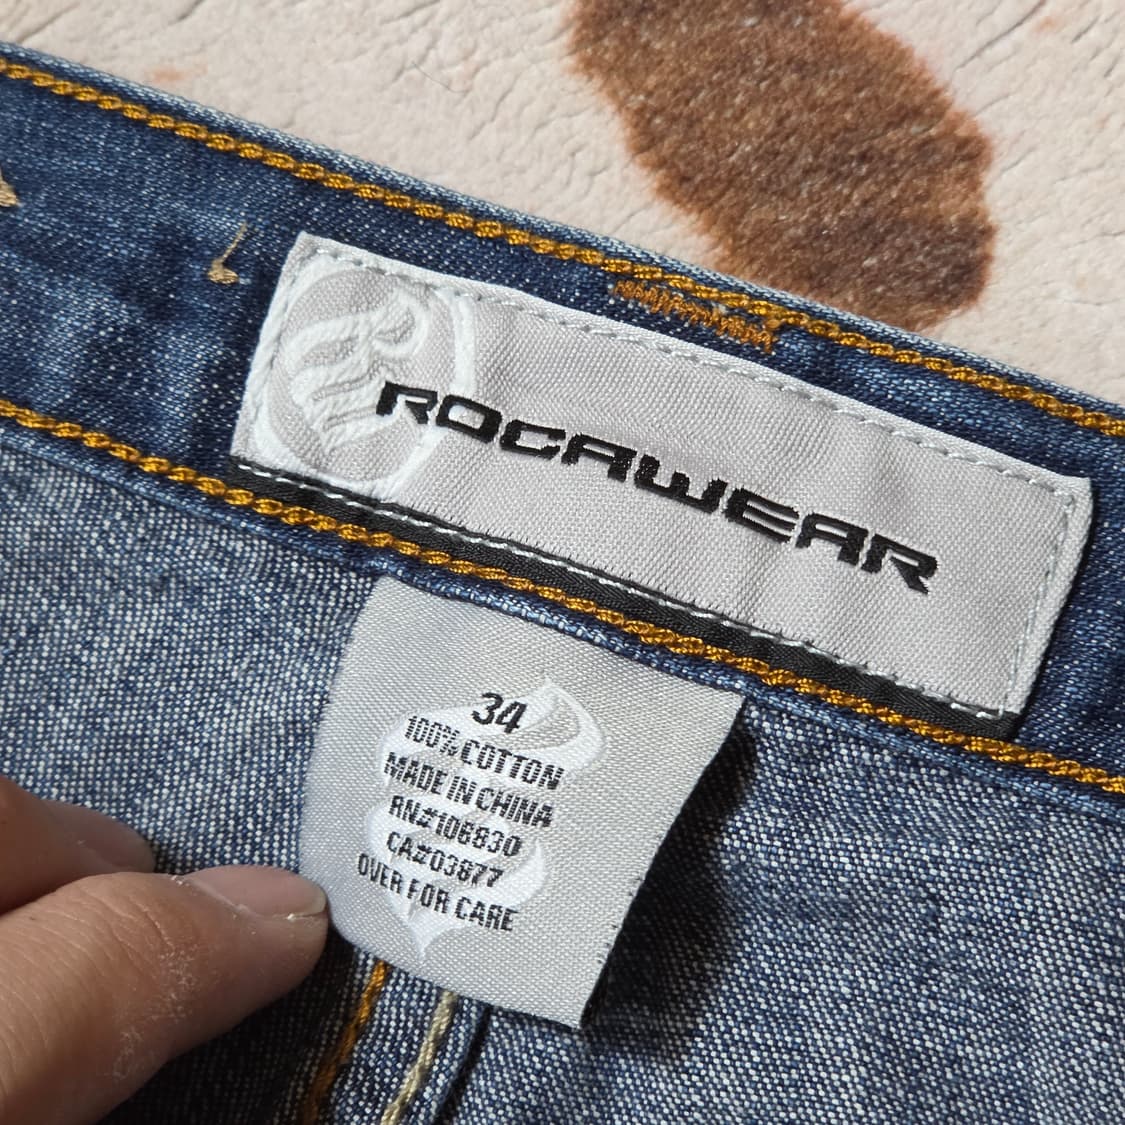 ROCAWEAR
34
100% COTTON
MADE IN CHINA
RN#106830
CA#03877
OVER FOR CARE